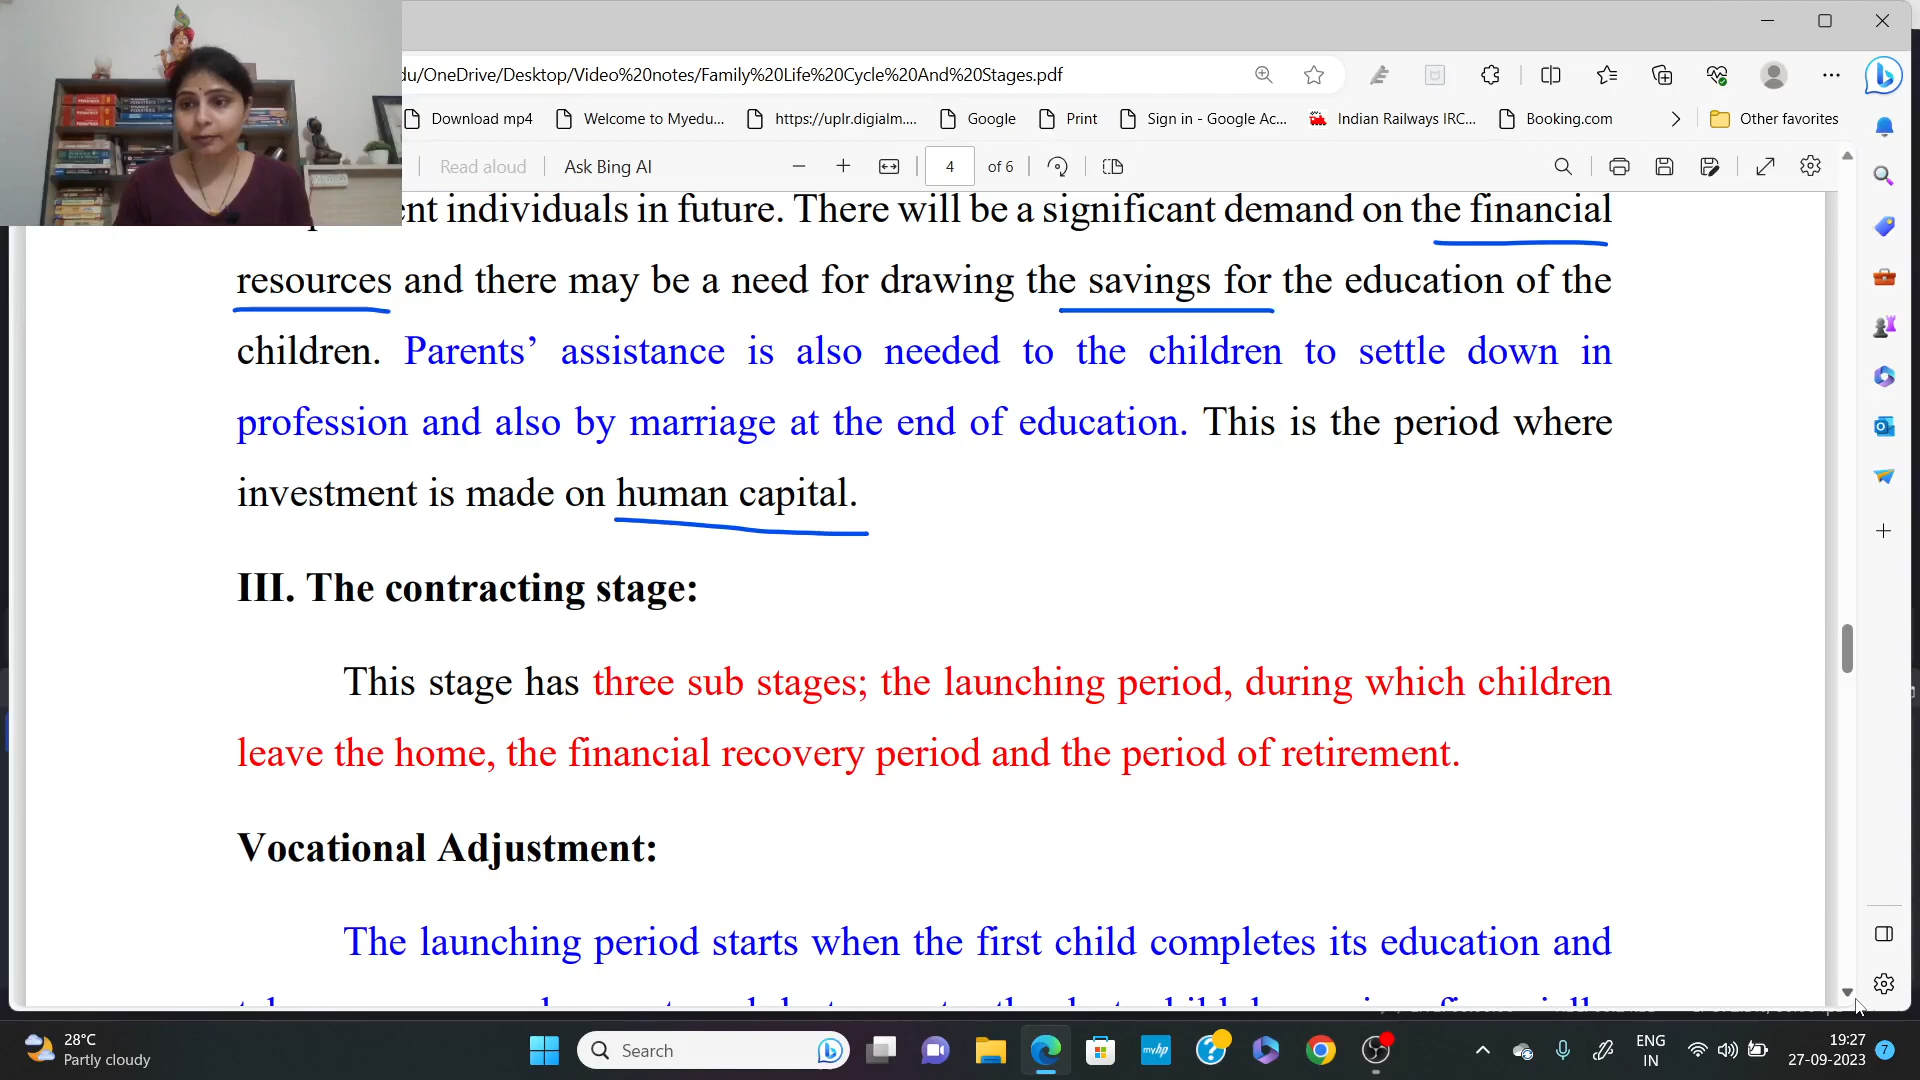 du/OneDrive/Desktop/Video%20notes/Family%20Life%20Cycle%20And%20Stages.pdf
Download mp4
Welcome to Myedu...
https://uplr.digialm....
Google
Print
Sign in - Google Ac...
Indian Railways IRC...
Booking.com
Other favorites
Read aloud
Ask Bing AI
4
of 6
ent individuals in future. There will be a significant demand on the financial
resources and there may be a need for drawing the savings for the education of the
children. Parents’ assistance is also needed to the children to settle down in
profession and also by marriage at the end of education. This is the period where
investment is made on human capital.
III. The contracting stage:
This stage has three sub stages; the launching period, during which children
leave the home, the financial recovery period and the period of retirement.
Vocational Adjustment:
The launching period starts when the first child completes its education and
28°C
Partly cloudy
Search
myhp
ENG
IN
19:27
27-09-2023
7